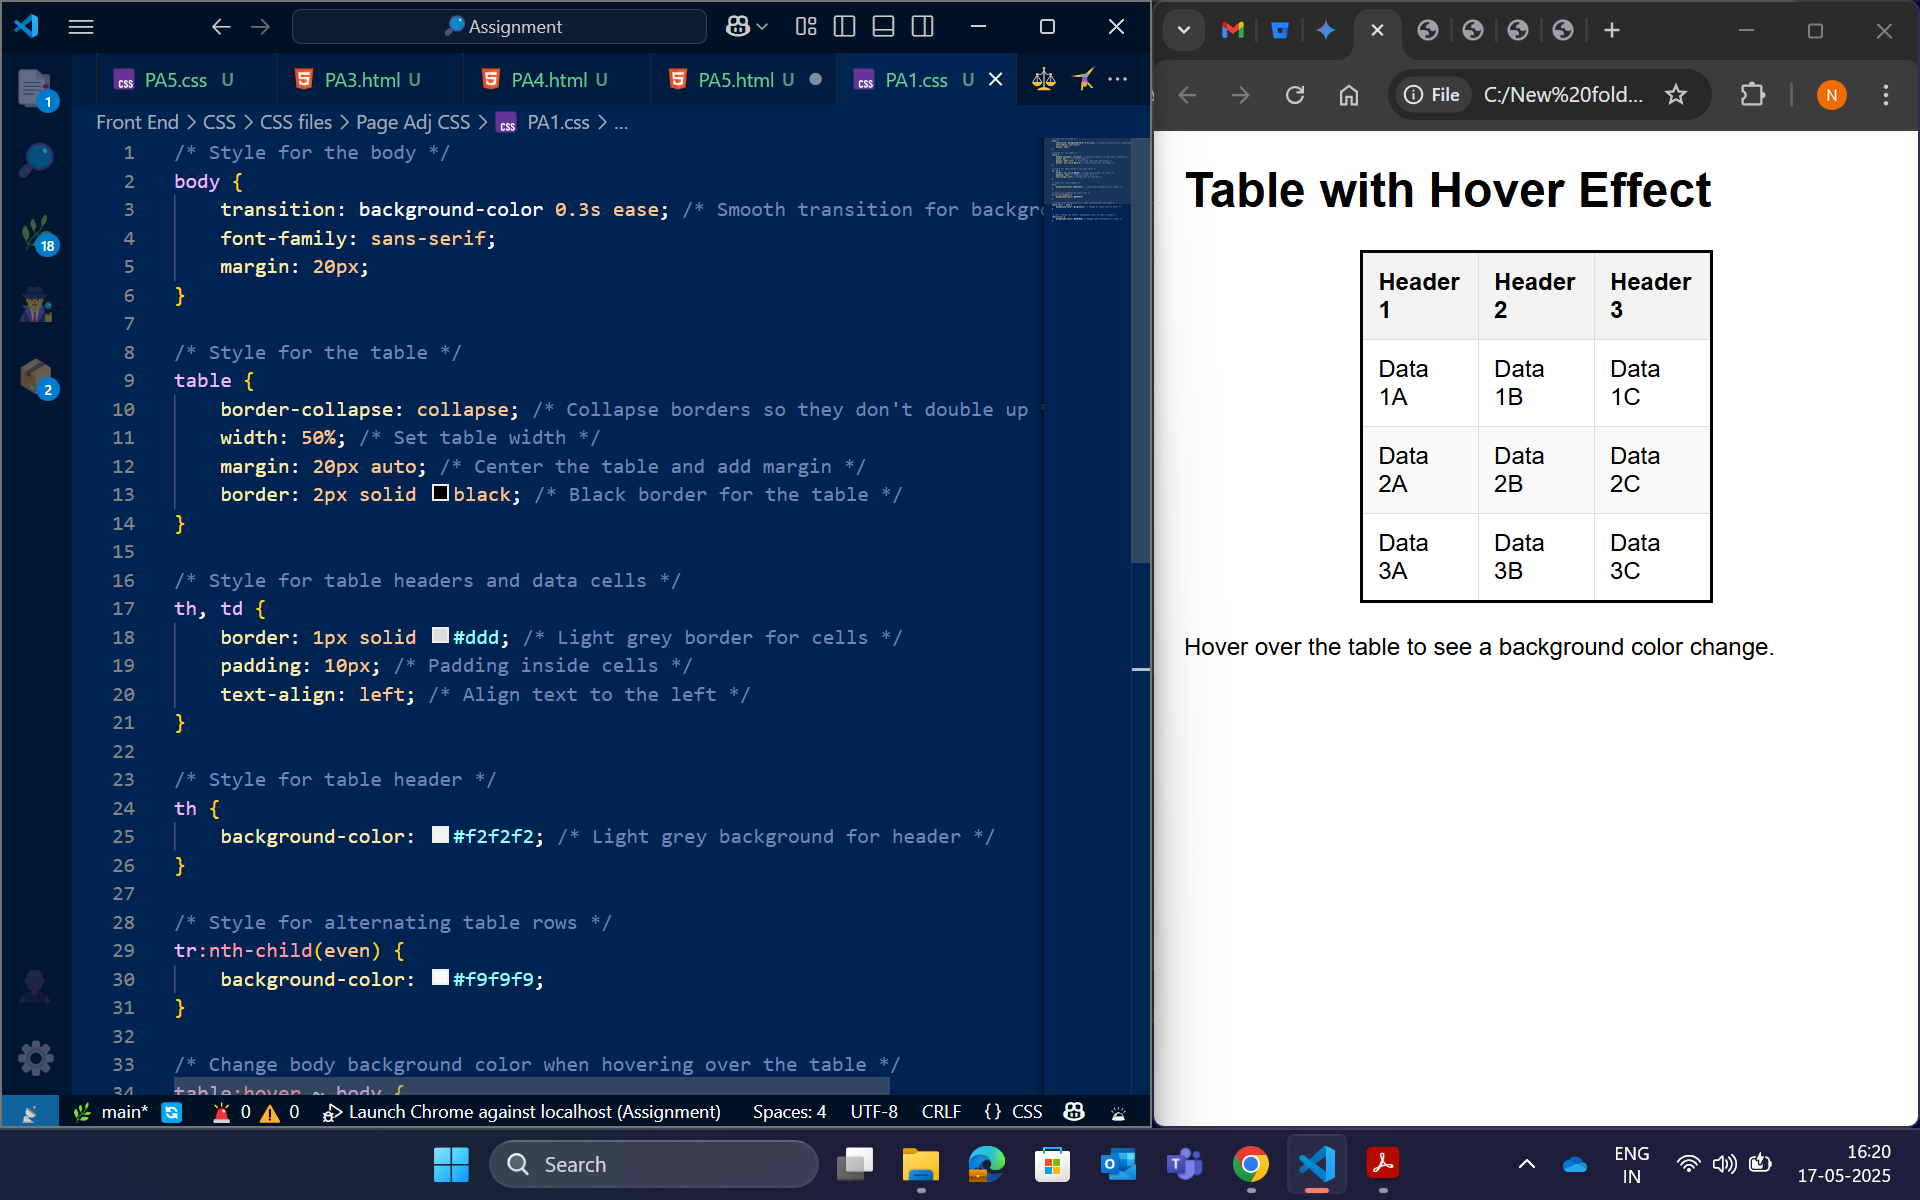 Assignment
PA5.css U
PA3.html U
PA4.html U
PA5.html U
PA1.css U
Front End > CSS > CSS files > Page Adj CSS > PA1.css > ...
1 /* Style for the body */
2 body {
3 transition: background-color 0.3s ease; /* Smooth transition for backgr
4 font-family: sans-serif;
5 margin: 20px;
6 }
7
8 /* Style for the table */
9 table {
10 border-collapse: collapse; /* Collapse borders so they don't double up *
11 width: 50%; /* Set table width */
12 margin: 20px auto; /* Center the table and add margin */
13 border: 2px solid black; /* Black border for the table */
14 }
15
16 /* Style for table headers and data cells */
17 th, td {
18 border: 1px solid #ddd; /* Light grey border for cells */
19 padding: 10px; /* Padding inside cells */
20 text-align: left; /* Align text to the left */
21 }
22
23 /* Style for table header */
24 th {
25 background-color: #f2f2f2; /* Light grey background for header */
26 }
27
28 /* Style for alternating table rows */
29 tr:nth-child(even) {
30 background-color: #f9f9f9;
31 }
32
33 /* Change body background color when hovering over the table */
34 table:hover ~ body {
1
18
2
main* 0 0 Launch Chrome against localhost (Assignment) Spaces: 4 UTF-8 CRLF {} CSS
File C:/New%20fold... N
Table with Hover Effect
Header 1 Header 2 Header 3
Data 1A Data 1B Data 1C
Data 2A Data 2B Data 2C
Data 3A Data 3B Data 3C
Hover over the table to see a background color change.
Search
ENG
IN
16:20
17-05-2025